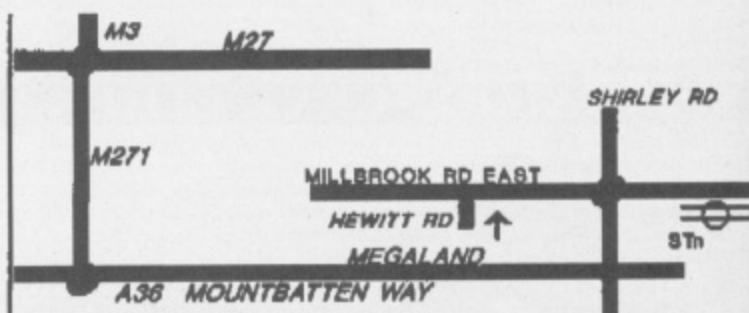 M3
M27
SHIRLEY RD
M271
MILLBROOK RD EAST
HEWITT RD
STn
MEGALAND
A36 MOUNTBATTEN WAY